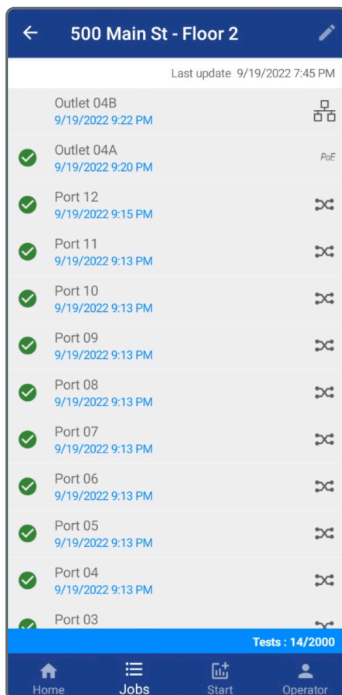 500 Main St - Floor 2
Last update 9/19/2022 7:45 PM
Outlet 04B
9/19/2022 9:22 PM
Outlet 04A
9/19/2022 9:20 PM
PoE
Port 12
9/19/2022 9:15 PM
Port 11
9/19/2022 9:13 PM
Port 10
9/19/2022 9:13 PM
Port 09
9/19/2022 9:13 PM
Port 08
9/19/2022 9:13 PM
Port 07
9/19/2022 9:13 PM
Port 06
9/19/2022 9:13 PM
Port 05
9/19/2022 9:13 PM
Port 04
9/19/2022 9:13 PM
Port 03
Tests : 14/2000
Home Jobs Start Operator